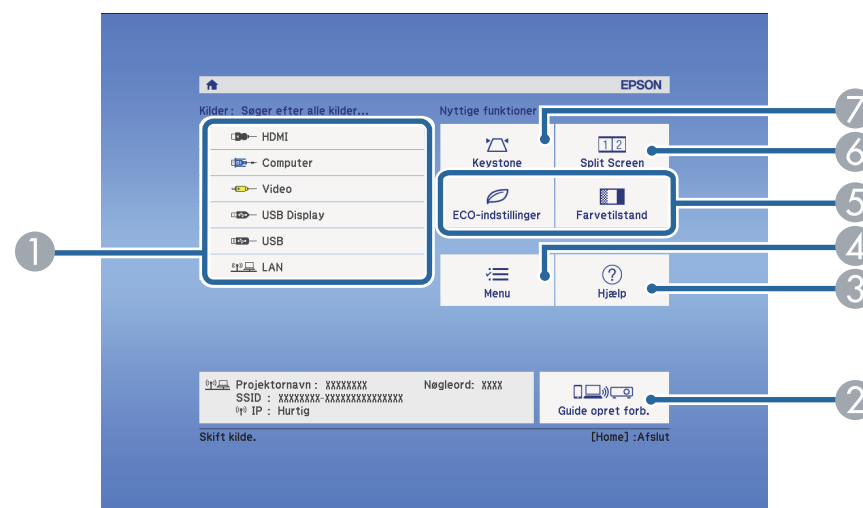 EPSON
Kilder : Søger efter alle kilder...
HDMI
Computer
Video
USB Display
USB
LAN
Nyttige funktioner
Keystone
1 2
Split Screen
ECO-indstillinger
Farvetilstand
Menu
?
Hjælp
Projektornavn : XXXXXXXX
Nøgleord: XXXX
SSID : XXXXXXXX-XXXXXXXXXXXXXXX
IP : Hurtig
Guide opret forb.
Skift kilde.
[Home] :Afslut
1
7
6
5
4
3
2